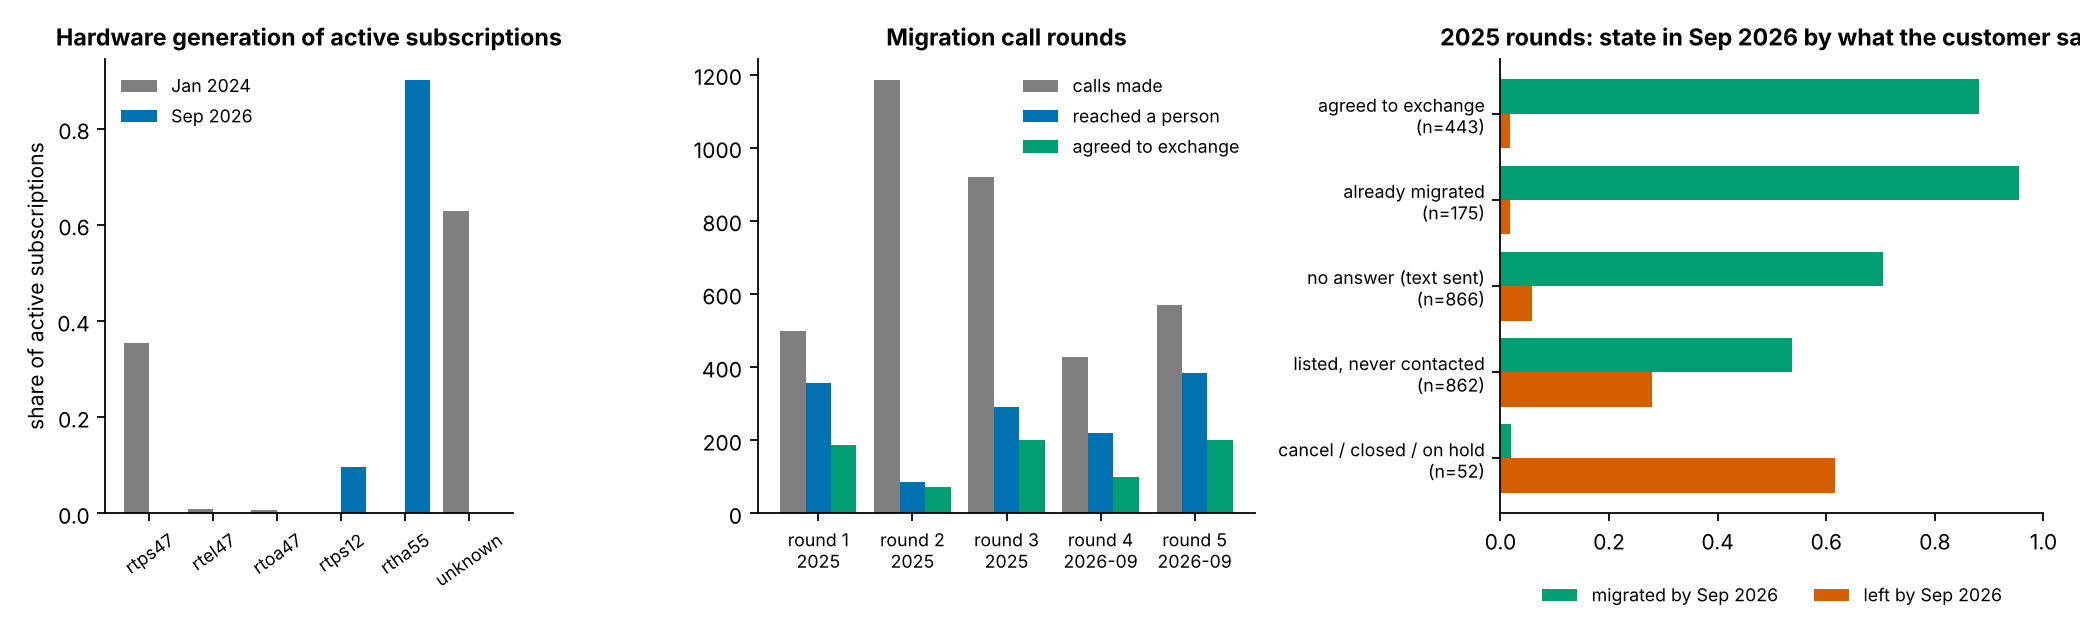 Hardware generation of active subscriptions
Jan 2024
Sep 2026
share of active subscriptions
0.8
0.6
0.4
0.2
0.0
rtps47
rtel47
rtoa47
rtps12
rtha55
unknown
Migration call rounds
calls made
reached a person
agreed to exchange
1200
1000
800
600
400
200
0
round 1
2025
round 2
2025
round 3
2025
round 4
2026-09
round 5
2026-09
2025 rounds: state in Sep 2026 by what the customer sa
agreed to exchange
(n=443)
already migrated
(n=175)
no answer (text sent)
(n=866)
listed, never contacted
(n=862)
cancel / closed / on hold
(n=52)
0.0
0.2
0.4
0.6
0.8
1.0
migrated by Sep 2026
left by Sep 2026